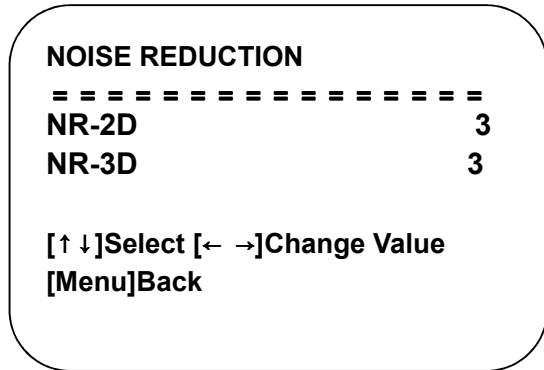 NOISE REDUCTION
= = = = = = = = = = = = = = = =
NR-2D 3
NR-3D 3
[↑↓]Select [← →]Change Value
[Menu]Back